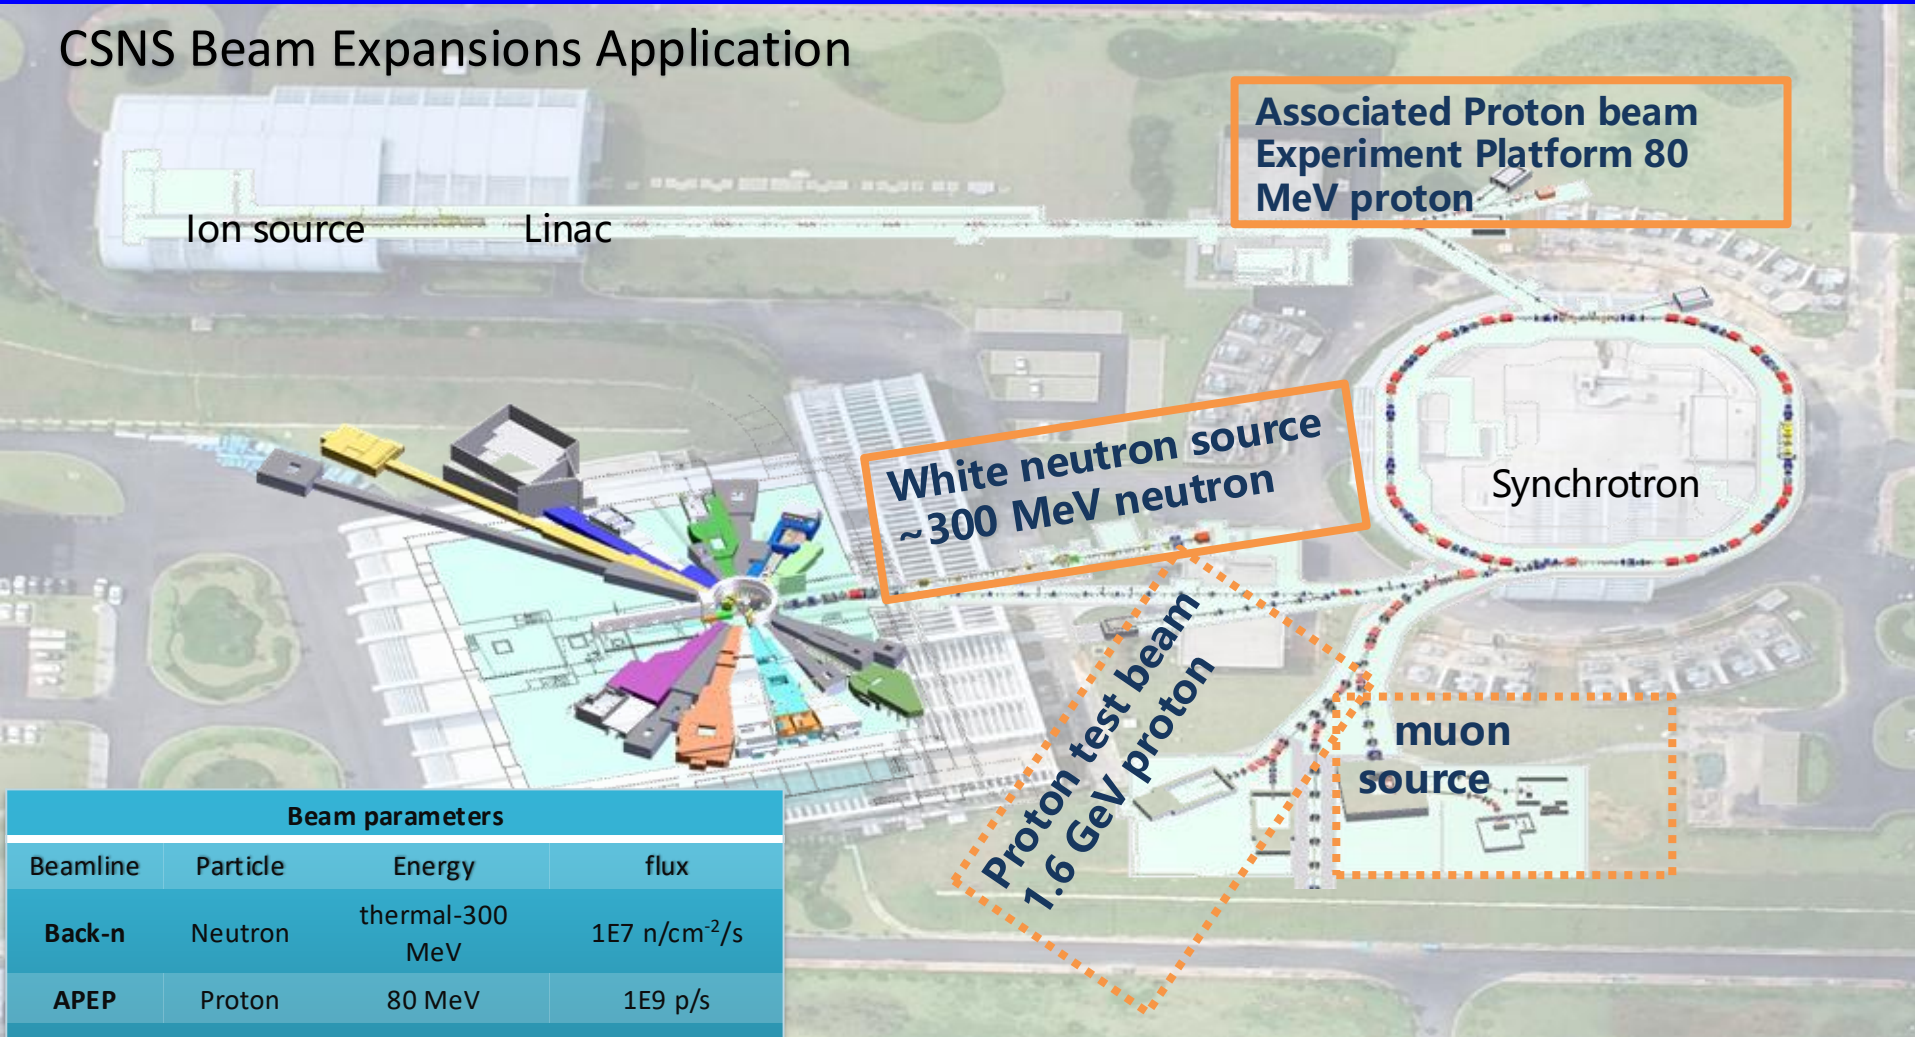 CSNS Beam Expansions Application
Associated Proton beam
Experiment Platform 80
MeV proton
Ion source
Linac
White neutron source
~300 MeV neutron
Synchrotron
Proton test beam
1.6 GeV proton
muon
source
Beam parameters
Beamline Particle Energy flux
Back-n Neutron thermal-300 MeV 1E7 n/cm⁻²/s
APEP Proton 80 MeV 1E9 p/s